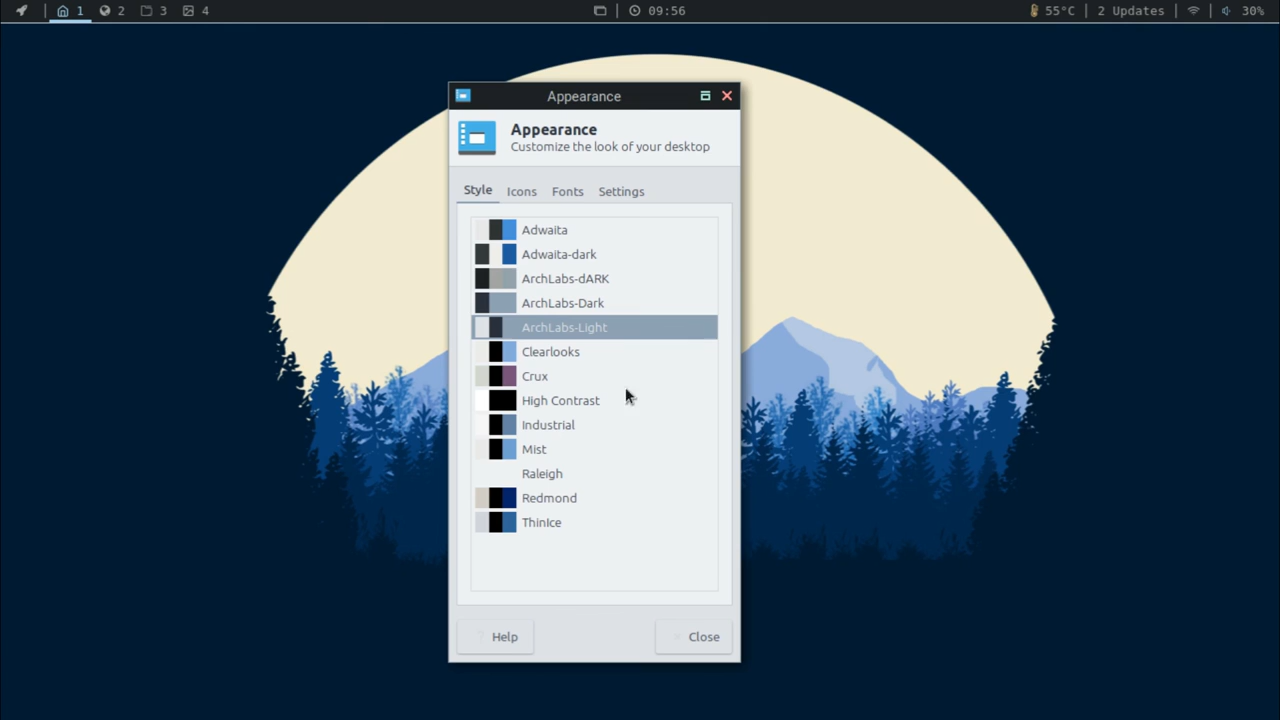 1 2 3 4 09:56 55°C 2 Updates 30%
Appearance
Appearance
Customize the look of your desktop
Style Icons Fonts Settings
Adwaita
Adwaita-dark
ArchLabs-dARK
ArchLabs-Dark
ArchLabs-Light
Clearlooks
Crux
High Contrast
Industrial
Mist
Raleigh
Redmond
ThinIce
Help Close